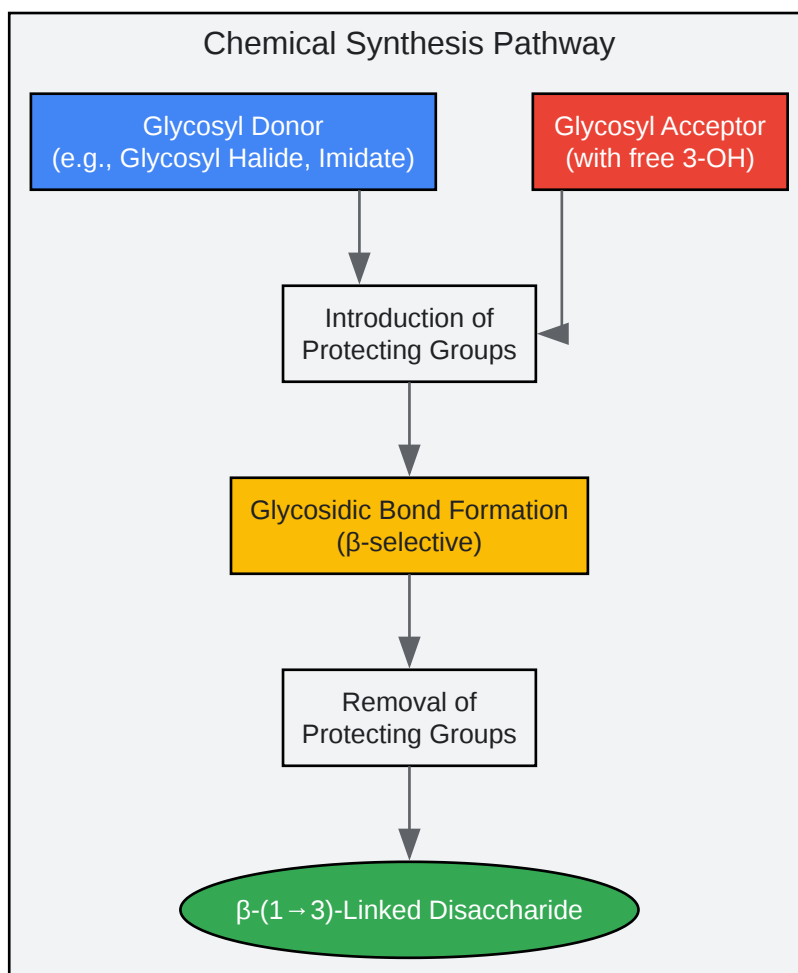 Chemical Synthesis Pathway
Glycosyl Donor
(e.g., Glycosyl Halide, Imidate)
Glycosyl Acceptor
(with free 3-OH)
Introduction of
Protecting Groups
Glycosidic Bond Formation
(β-selective)
Removal of
Protecting Groups
β-(1→3)-Linked Disaccharide